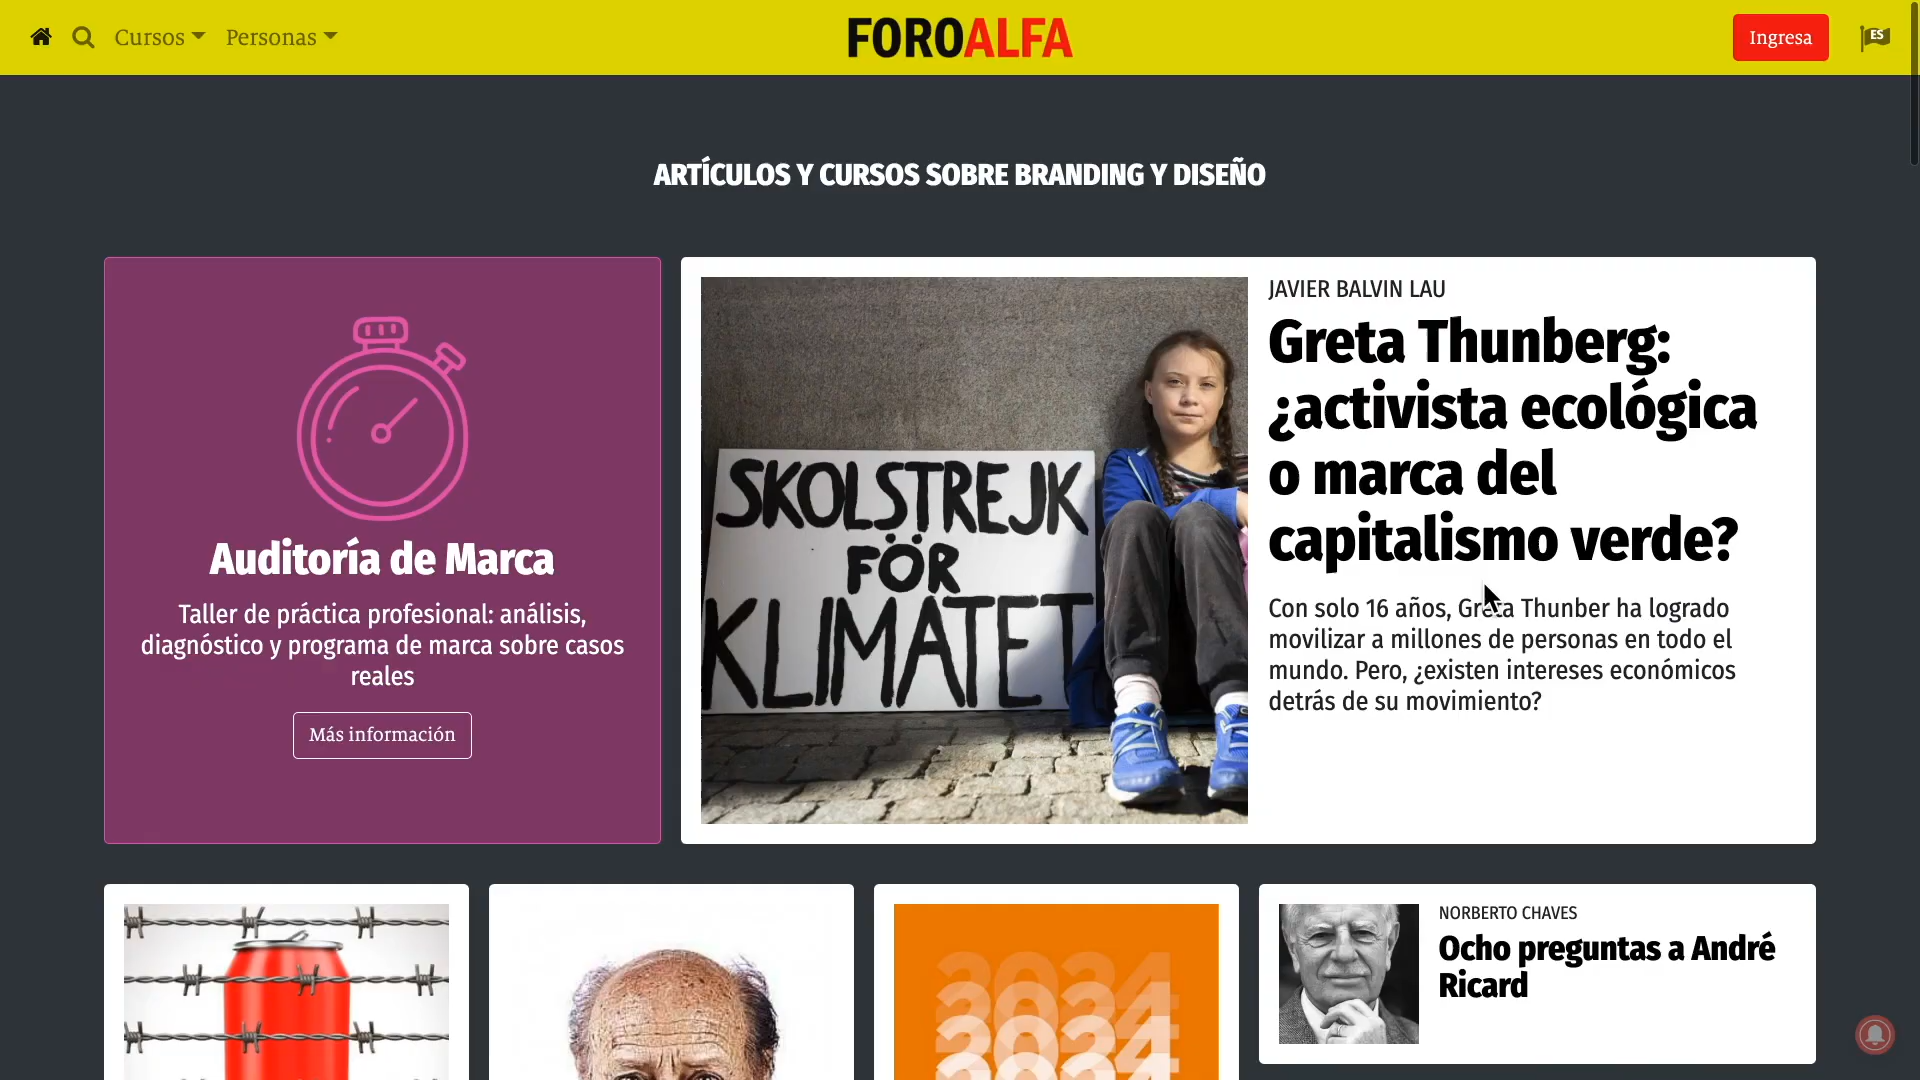 Cursos
Personas
FOROALFA
Ingresa
ES
ARTÍCULOS Y CURSOS SOBRE BRANDING Y DISEÑO
Auditoría de Marca
Taller de práctica profesional: análisis,
diagnóstico y programa de marca sobre casos
reales
Más información
SKOLSTREJK
FÖR
KLIMATET
JAVIER BALVIN LAU
Greta Thunberg:
¿activista ecológica
o marca del
capitalismo verde?
Con solo 16 años, Greta Thunber ha logrado
movilizar a millones de personas en todo el
mundo. Pero, ¿existen intereses económicos
detrás de su movimiento?
2024
2024
2024
NORBERTO CHAVES
Ocho preguntas a André
Ricard